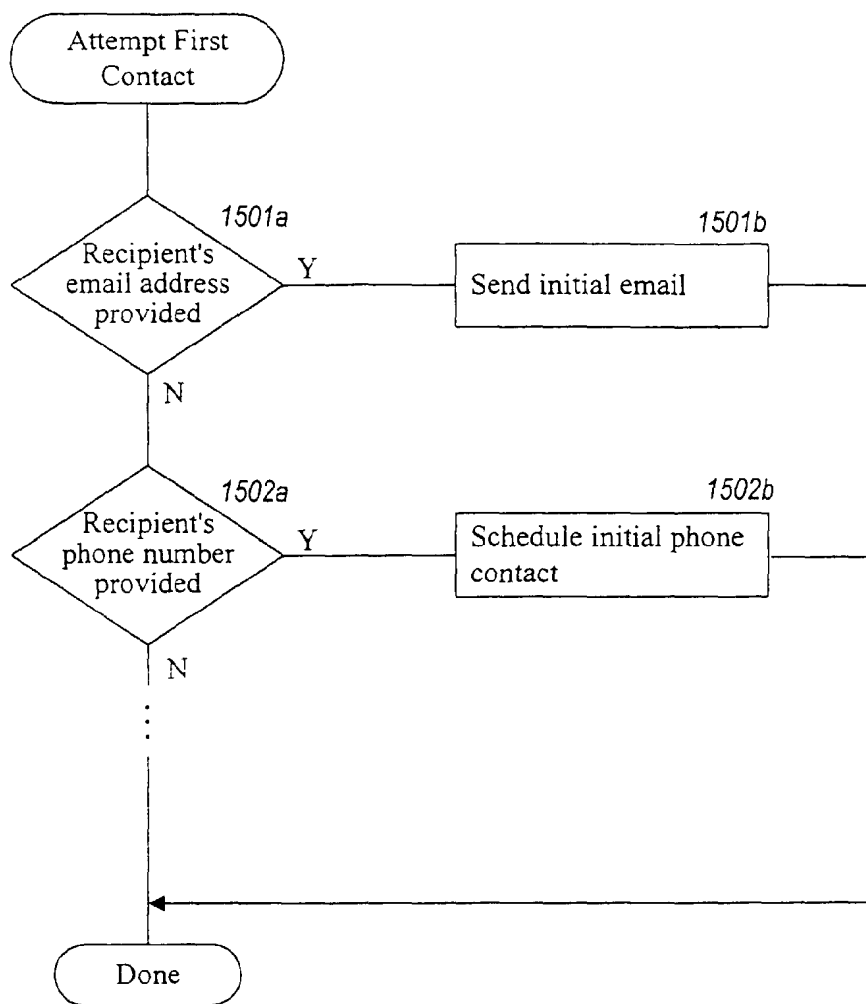 Attempt First
Contact
1501a
Recipient's
email address
provided
Y
N
1501b
Send initial email
1502a
Recipient's
phone number
provided
Y
N
1502b
Schedule initial phone
contact
Done